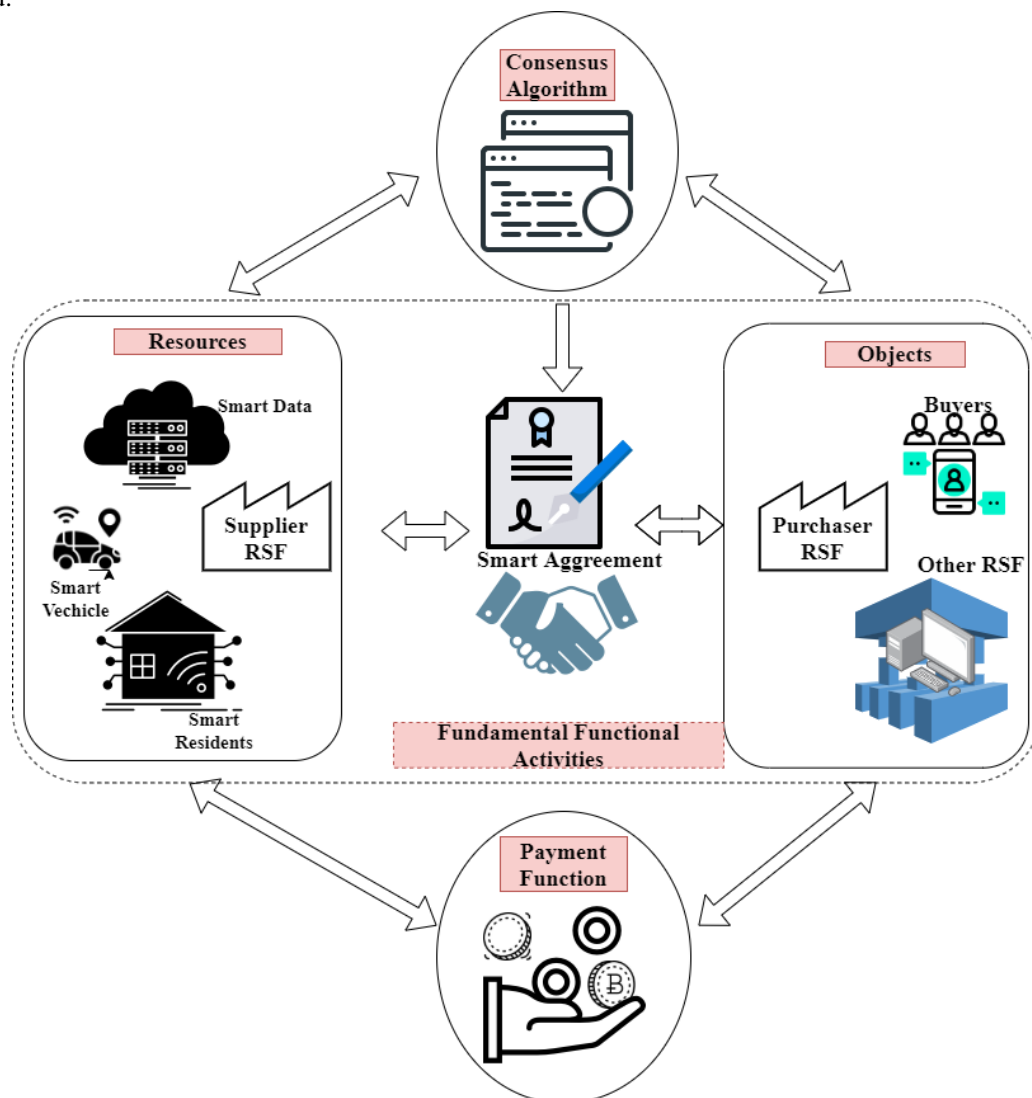 Consensus
Algorithm
Resources
Smart Data
Supplier
RSF
Smart
Vechicle
Smart
Residents
Smart Aggreement
Objects
Buyers
Purchaser
RSF
Other RSF
Fundamental Functional
Activities
Payment
Function